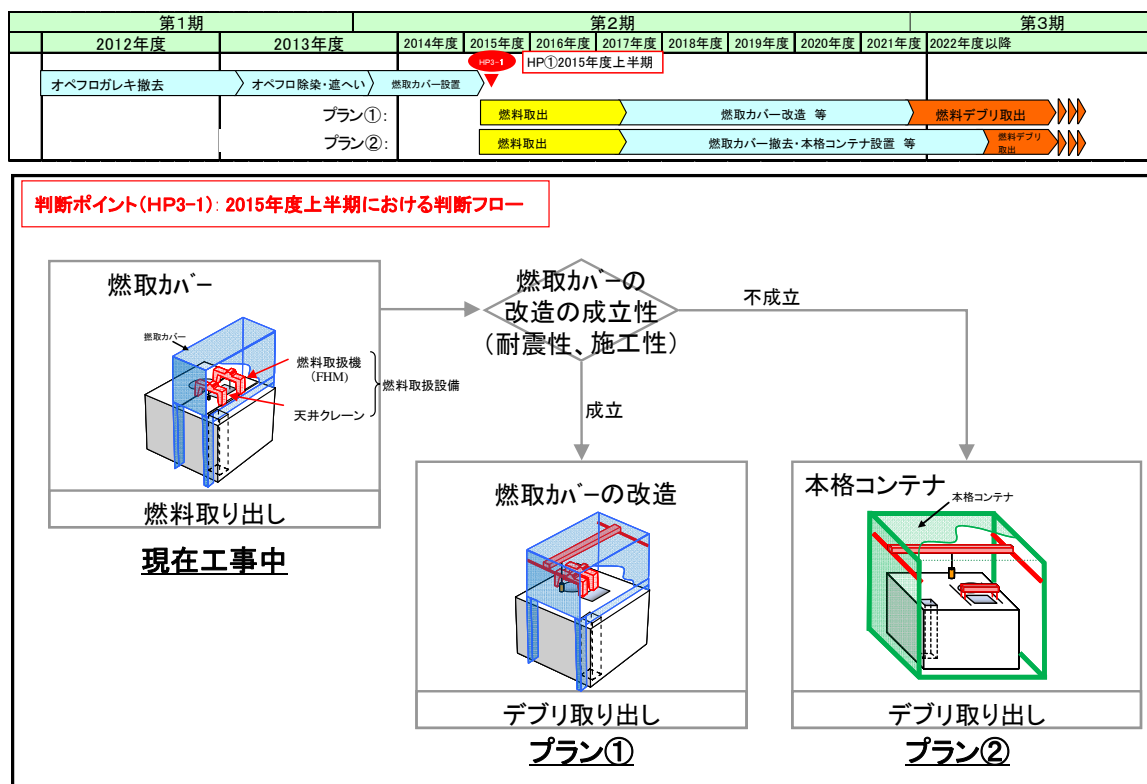 第1期
第2期
第3期
2012年度
2013年度
2014年度
2015年度
2016年度
2017年度
2018年度
2019年度
2020年度
2021年度
2022年度以降
HP3-1
HP①2015年度上半期
オペフロガレキ撤去
オペフロ除染・遮へい
燃取カバー設置
プラン①:
燃料取出
燃取カバー改造 等
燃料デブリ取出
プラン②:
燃料取出
燃取カバー撤去・本格コンテナ設置 等
燃料デブリ
取出
判断ポイント(HP3-1): 2015年度上半期における判断フロー
燃取ｶﾊﾞｰ
燃取カバー
燃料取扱機
(FHM)
燃料取扱設備
天井クレーン
燃料取り出し
現在工事中
燃取ｶﾊﾞｰの
改造の成立性
(耐震性、施工性)
不成立
成立
燃取ｶﾊﾞｰの改造
デブリ取り出し
プラン①
本格コンテナ
本格コンテナ
デブリ取り出し
プラン②